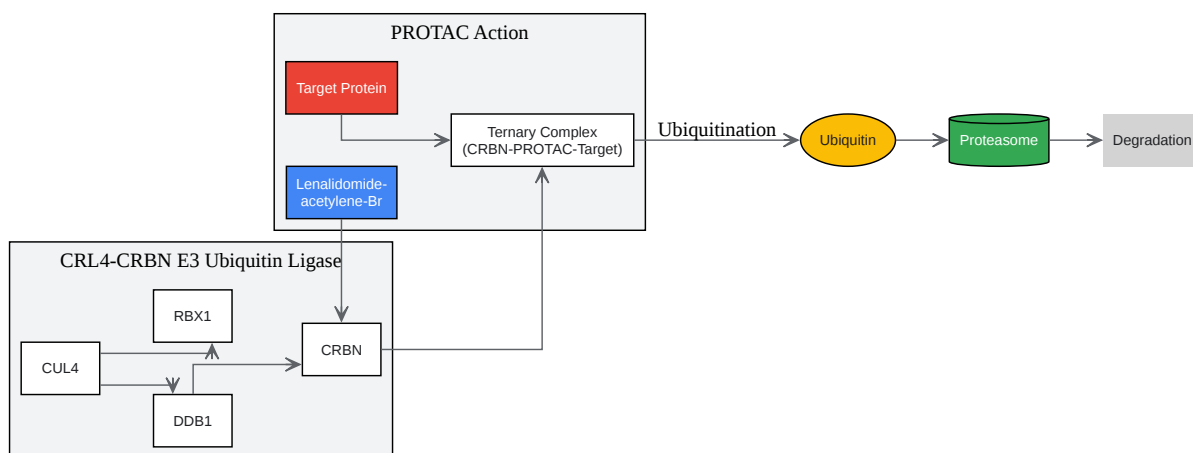 PROTAC Action
Target Protein
Ternary Complex
(CRBN-PROTAC-Target)
Ubiquitination
Ubiquitin
Proteasome
Degradation
Lenalidomide-
acetylene-Br
CRL4-CRBN E3 Ubiquitin Ligase
RBX1
CRBN
CUL4
DDB1